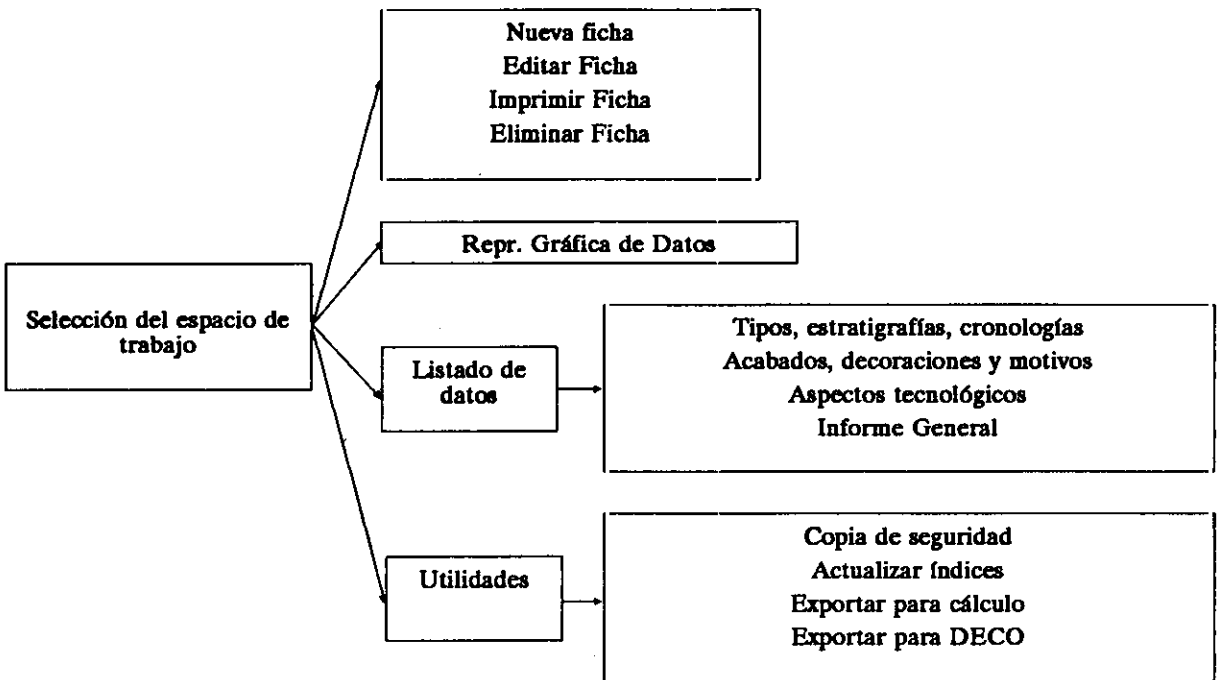 Nueva ficha
Editar Ficha
Imprimir Ficha
Eliminar Ficha
Repr. Gráfica de Datos
Selección del espacio de
trabajo
Listado de
datos
Tipos, estratigrafías, cronologías
Acabados, decoraciones y motivos
Aspectos tecnológicos
Informe General
Utilidades
Copia de seguridad
Actualizar índices
Exportar para cálculo
Exportar para DECO